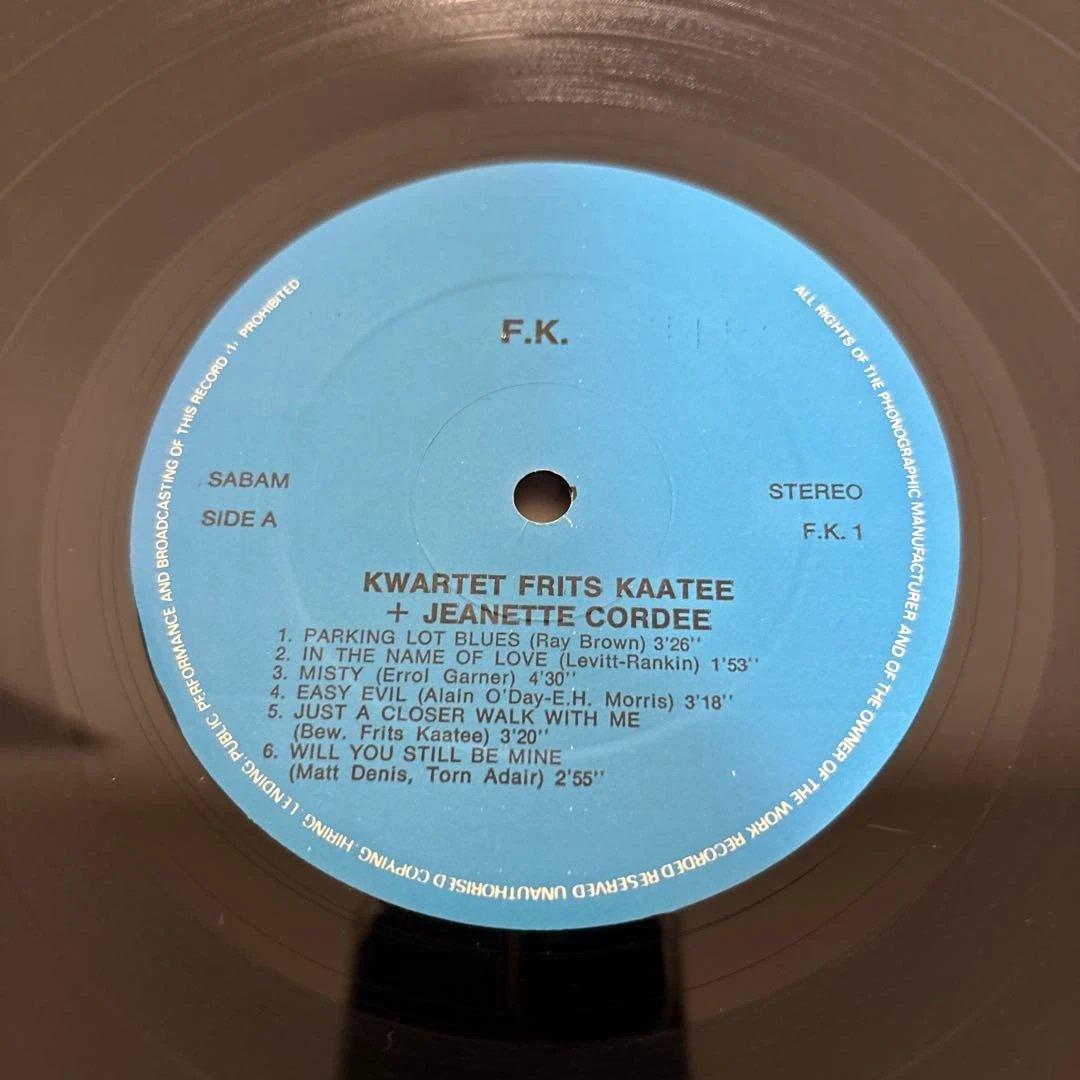 F.K.
SABAM
STEREO
SIDE A
F.K. 1
KWARTET FRITS KAATEE
+ JEANETTE CORDEE
1. PARKING LOT BLUES (Ray Brown) 3'26''
2. IN THE NAME OF LOVE (Levitt-Rankin) 1'53''
3. MISTY (Errol Garner) 4'30''
4. EASY EVIL (Alain O'Day-E.H. Morris) 3'18''
5. JUST A CLOSER WALK WITH ME
(Bew. Frits Kaatee) 3'20''
6. WILL YOU STILL BE MINE
(Matt Denis, Torn Adair) 2'55''
ALL RIGHTS OF THE PHONOGRAPHIC MANUFACTURER AND OF THE OWNER OF THE WORK RECORDED RESERVED UNAUTHORISED COPYING. HIRING. LENDING. PUBLIC PERFORMANCE AND BROADCASTING OF THIS RECORD PROHIBITED